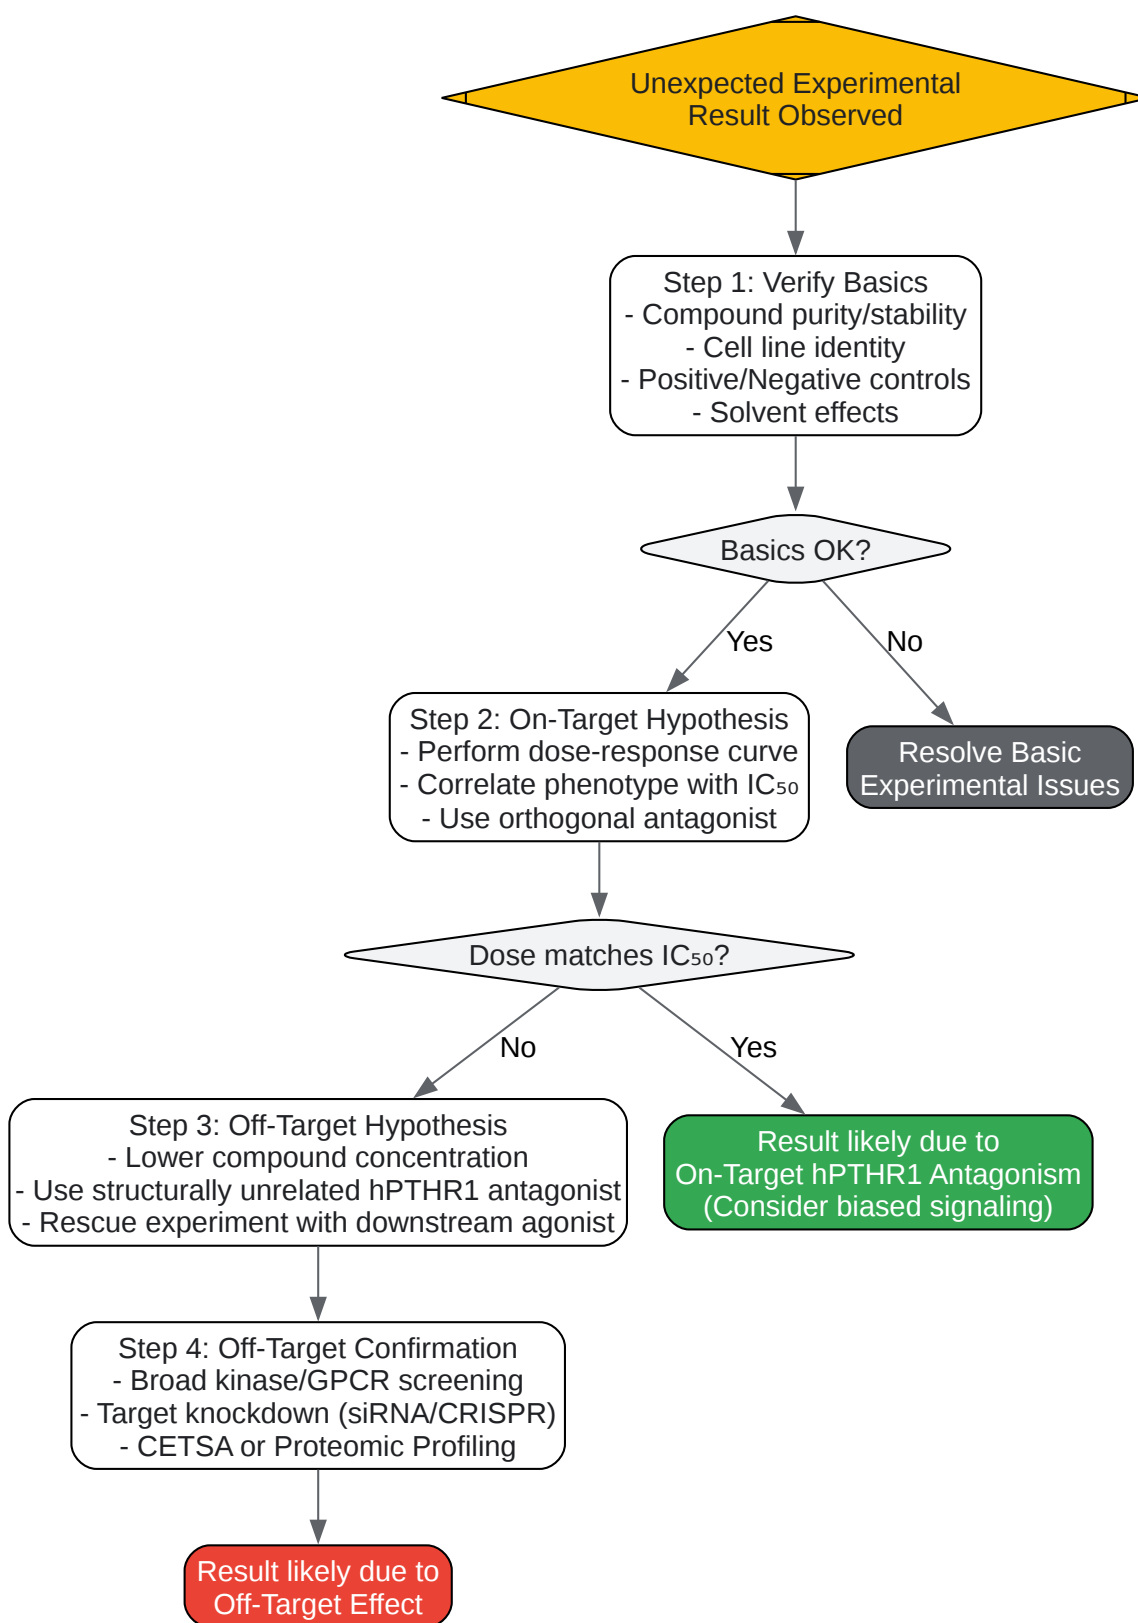 Unexpected Experimental
Result Observed
Step 1: Verify Basics
- Compound purity/stability
- Cell line identity
- Positive/Negative controls
- Solvent effects
Basics OK?
Yes
No
Step 2: On-Target Hypothesis
- Perform dose-response curve
- Correlate phenotype with IC₅₀
- Use orthogonal antagonist
Resolve Basic
Experimental Issues
Dose matches IC₅₀?
No
Yes
Step 3: Off-Target Hypothesis
- Lower compound concentration
- Use structurally unrelated hPTHR1 antagonist
- Rescue experiment with downstream agonist
Result likely due to
On-Target hPTHR1 Antagonism
(Consider biased signaling)
Step 4: Off-Target Confirmation
- Broad kinase/GPCR screening
- Target knockdown (siRNA/CRISPR)
- CETSA or Proteomic Profiling
Result likely due to
Off-Target Effect